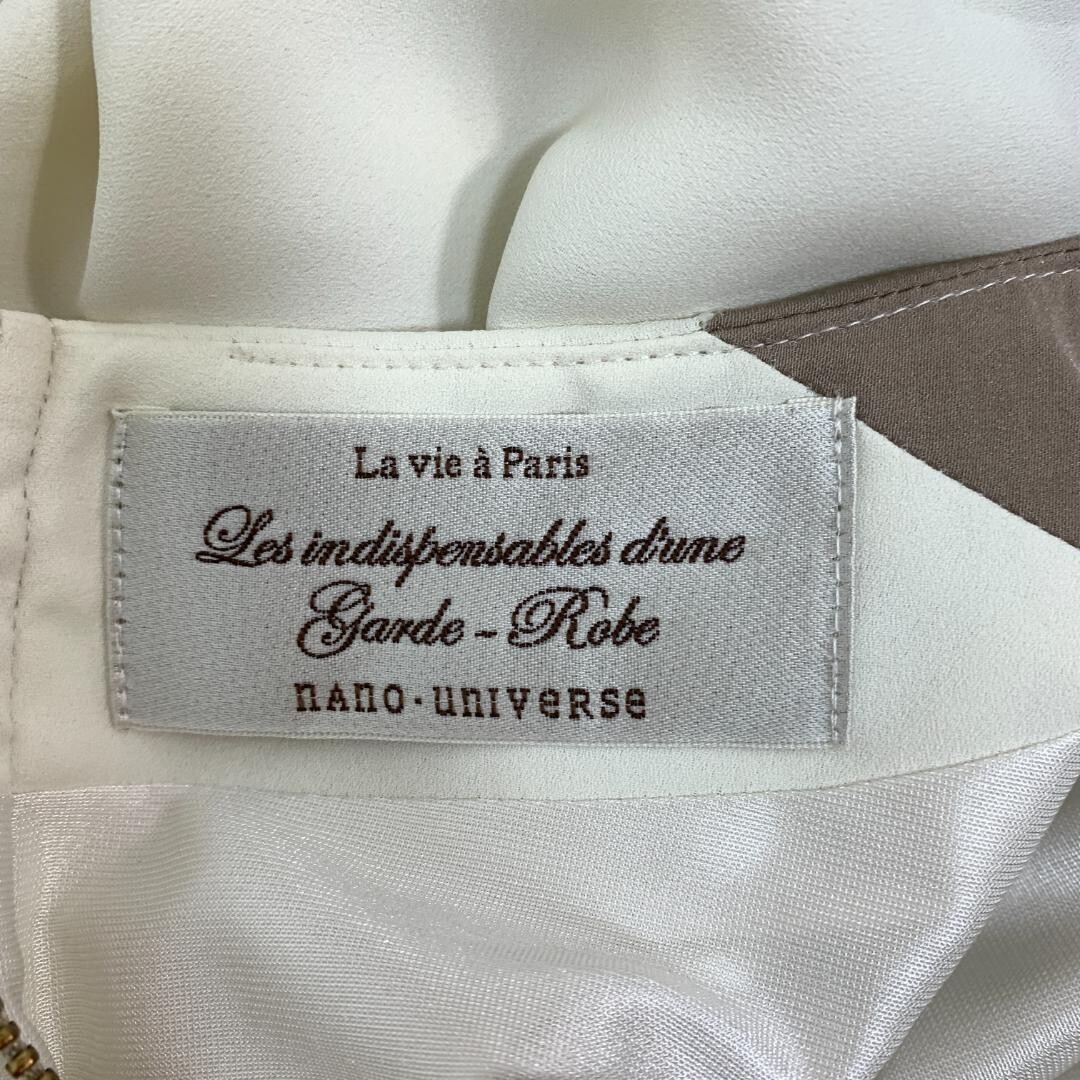 La vie à Paris
Les indispensables d'une
Garde - Robe
nAno·unIveRse